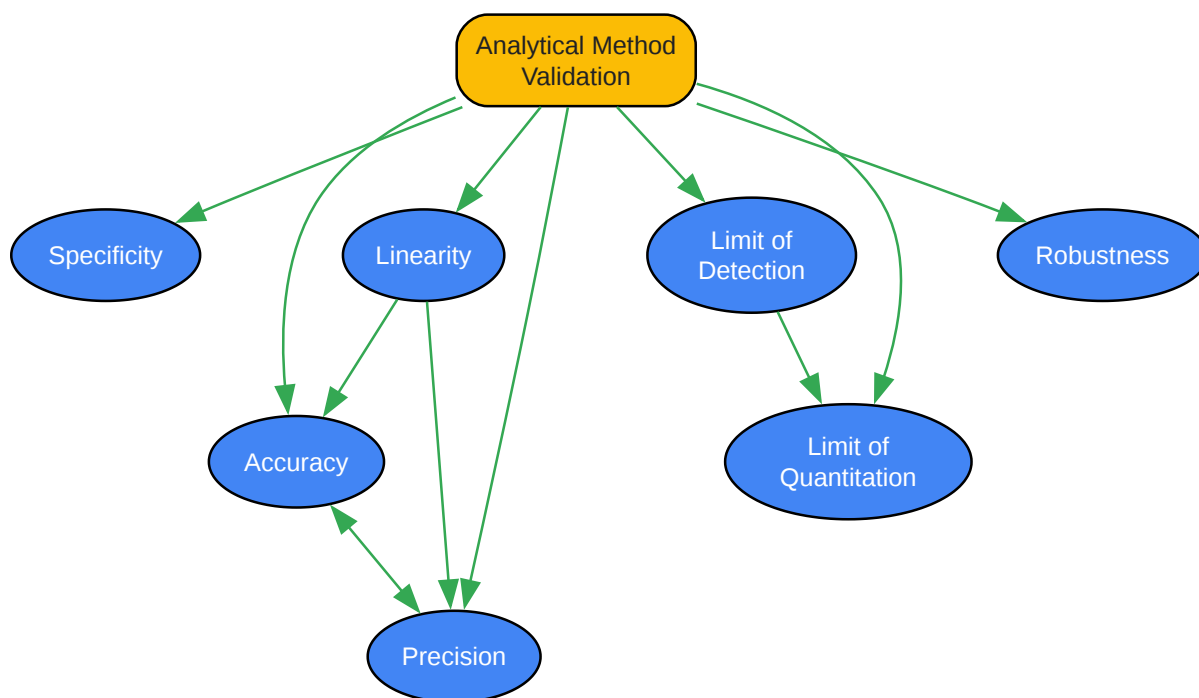 Analytical Method
Validation
Specificity
Linearity
Limit of
Detection
Robustness
Accuracy
Limit of
Quantitation
Precision